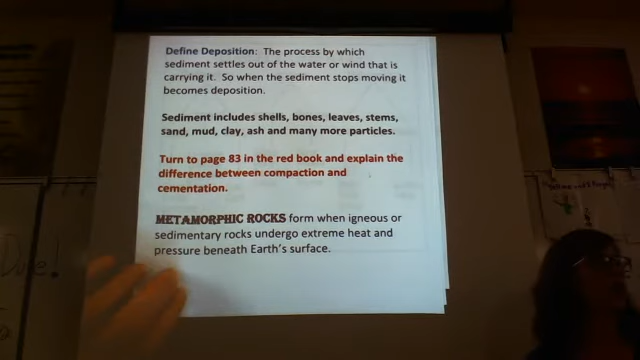 Define Deposition: The process by which
sediment settles out of the water or wind that is
carrying it. So when the sediment stops moving it
becomes deposition.
Sediment includes shells, bones, leaves, stems,
sand, mud, clay, ash and many more particles.
Turn to page 83 in the red book and explain the
difference between compaction and
cementation.
METAMORPHIC ROCKS form when igneous or
sedimentary rocks undergo extreme heat and
pressure beneath Earth's surface.